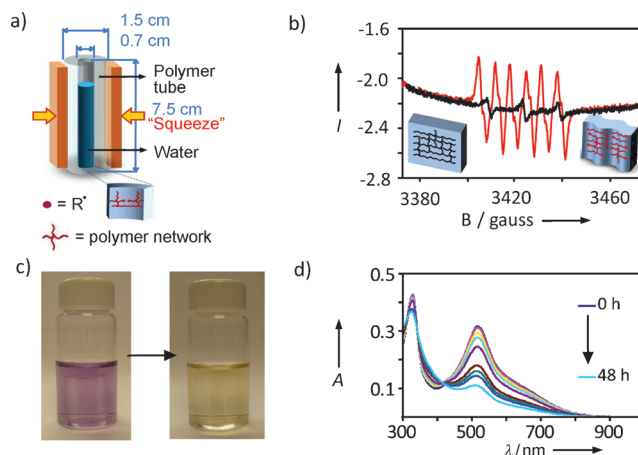 a)
1.5 cm
0.7 cm
Polymer
tube
7.5 cm
"Squeeze"
Water
= R•
= polymer network
b)
-1.6
-2.0
-2.4
-2.8
I
3380
3420
3460
B / gauss
c)
d)
0.5
0.3
0.1
A
0 h
48 h
300
500
700
900
λ/nm